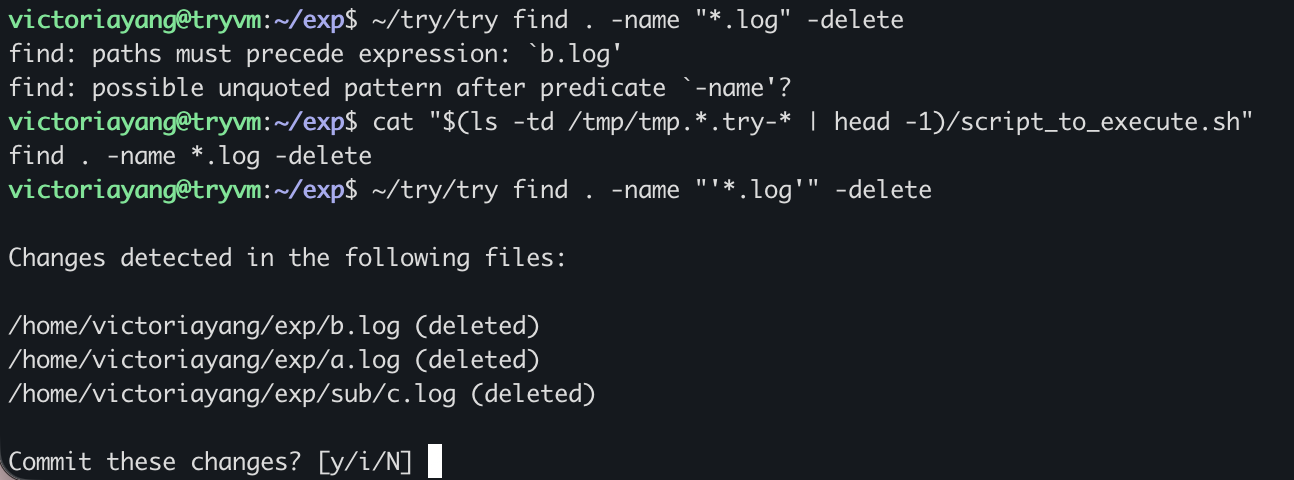 victoriayang@tryvm:~/exp$ ~/try/try find . -name "*.log" -delete
find: paths must precede expression: `b.log'
find: possible unquoted pattern after predicate `-name'?
victoriayang@tryvm:~/exp$ cat "$(ls -td /tmp/tmp.*.try-* | head -1)/script_to_execute.sh"
find . -name *.log -delete
victoriayang@tryvm:~/exp$ ~/try/try find . -name "'*.log'" -delete
Changes detected in the following files:
/home/victoriayang/exp/b.log (deleted)
/home/victoriayang/exp/a.log (deleted)
/home/victoriayang/exp/sub/c.log (deleted)
Commit these changes? [y/i/N]